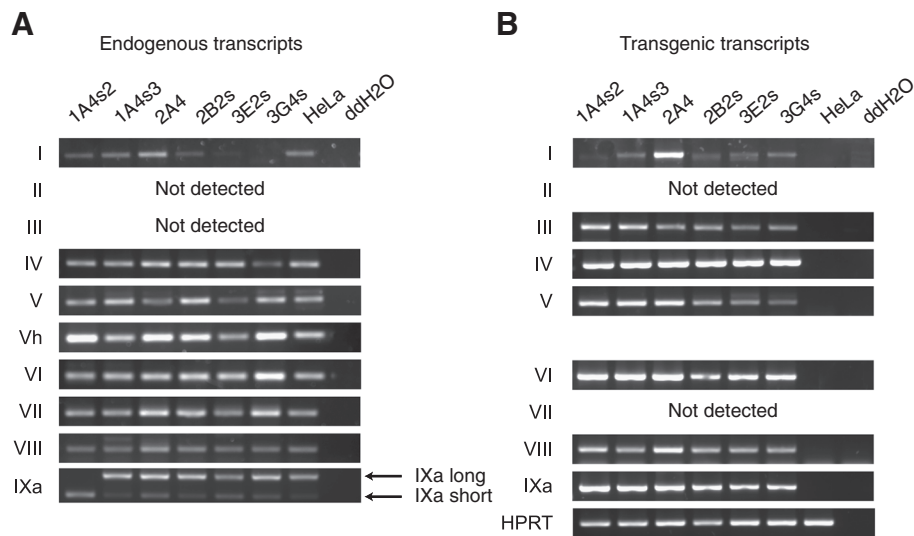 A
Endogenous transcripts
1A4s2 1A4s3 2A4 2B2s 3E2s 3G4s HeLa ddH2O
I
II Not detected
III Not detected
IV
V
Vh
VI
VII
VIII
IXa
IXa long
IXa short
B
Transgenic transcripts
1A4s2 1A4s3 2A4 2B2s 3E2s 3G4s HeLa ddH2O
I
II Not detected
III
IV
V
VI
VII Not detected
VIII
IXa
HPRT